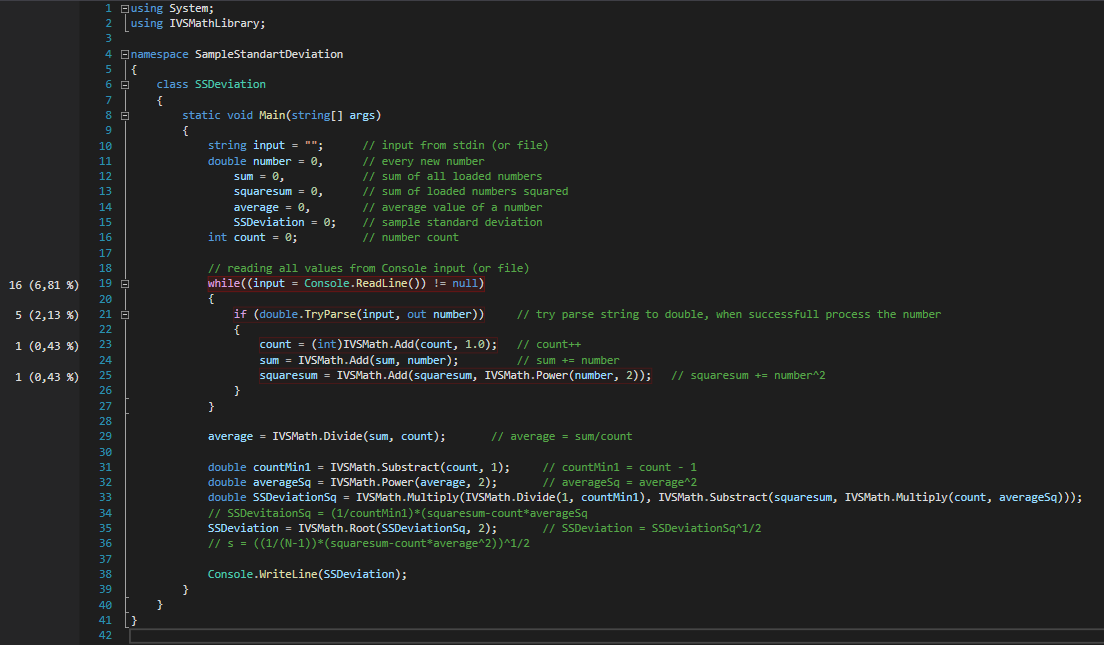 1 using System;
2 using IVSMathLibrary;
3
4 namespace SampleStandartDeviation
5 {
6 class SSDeviation
7 {
8 static void Main(string[] args)
9 {
10 string input = ""; // input from stdin (or file)
11 double number = 0, // every new number
12 sum = 0, // sum of all loaded numbers
13 squaresum = 0, // sum of loaded numbers squared
14 average = 0, // average value of a number
15 SSDeviation = 0; // sample standard deviation
16 int count = 0; // number count
17
18 // reading all values from Console input (or file)
16 (6,81 %) 19 while((input = Console.ReadLine()) != null)
20 {
5 (2,13 %) 21 if (double.TryParse(input, out number)) // try parse string to double, when successfull process the number
22 {
1 (0,43 %) 23 count = (int)IVSMath.Add(count, 1.0); // count++
24 sum = IVSMath.Add(sum, number); // sum += number
1 (0,43 %) 25 squaresum = IVSMath.Add(squaresum, IVSMath.Power(number, 2)); // squaresum += number^2
26 }
27 }
28
29 average = IVSMath.Divide(sum, count); // average = sum/count
30
31 double countMin1 = IVSMath.Substract(count, 1); // countMin1 = count - 1
32 double averageSq = IVSMath.Power(average, 2); // averageSq = average^2
33 double SSDeviationSq = IVSMath.Multiply(IVSMath.Divide(1, countMin1), IVSMath.Substract(squaresum, IVSMath.Multiply(count, averageSq)));
34 // SSDevitaionSq = (1/countMin1)*(squaresum-count*averageSq
35 SSDeviation = IVSMath.Root(SSDeviationSq, 2); // SSDeviation = SSDeviationSq^1/2
36 // s = ((1/(N-1))*(squaresum-count*average^2))^1/2
37
38 Console.WriteLine(SSDeviation);
39 }
40 }
41 }
42